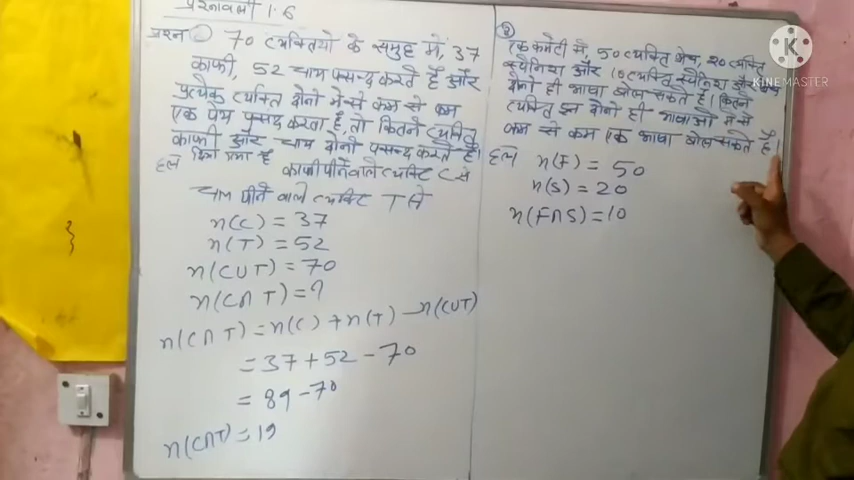 प्रश्नावली 1.6
प्रश्न ① 70 व्यक्तियों के समूह में, 37
काफी, 52 चाय पसन्द करते हैं और
प्रत्येक व्यक्ति दोनों में से कम से कम
एक पेय पसंद करता है, तो कितने व्यक्ति
काफी और चाय दोनों पसन्द करते हैं।
हल दिया गया है काफी पीने वाले व्यक्ति C से
चाय पीने वाले व्यक्ति T से
n(C) = 37
n(T) = 52
n(C∪T) = 70
n(C∩T) = ?
n(C∩T) = n(C) + n(T) - n(C∪T)
= 37 + 52 - 70
= 89 - 70
n(C∩T) = 19
②
एक कमेटी में, 50 व्यक्ति फ्रेंच, 20 व्यक्ति
स्पेनिश और 10 व्यक्ति स्पेनिश और
दोनों ही भाषा बोल सकते हैं। कितने
व्यक्ति इन दोनों ही भाषाओं में से
कम से कम एक भाषा बोल सकते हैं।
हल n(F) = 50
n(S) = 20
n(F∩S) = 10
K
KINEMASTER